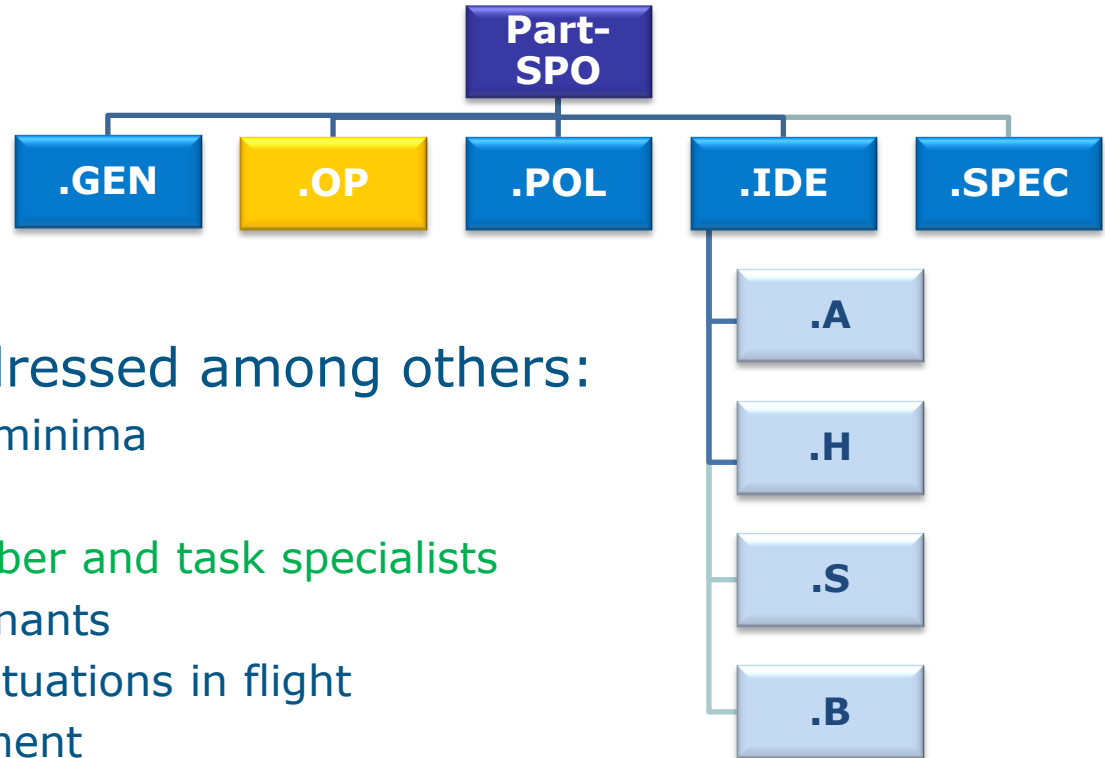 Part-
SPO
.GEN .OP .POL .IDE .SPEC
.A
dressed among others:
minima
.H
ber and task specialists
.S
nants
tuations in flight
.B
nent